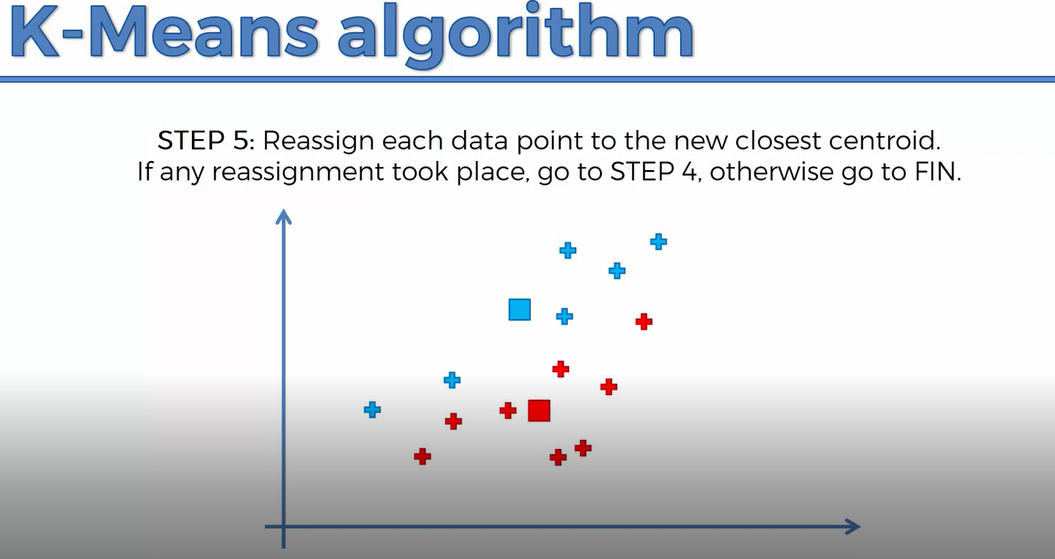 K-Means algorithm
STEP 5: Reassign each data point to the new closest centroid.
If any reassignment took place, go to STEP 4, otherwise go to FIN.